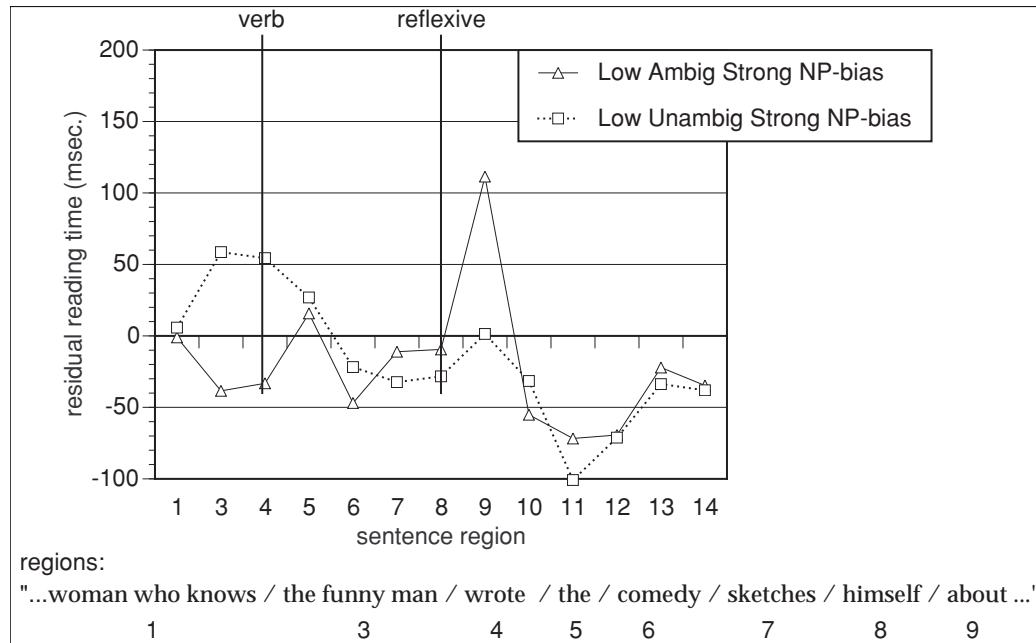 verb reflexive
200
150
100
50
0
-50
-100
residual reading time (msec.)
Low Ambig Strong NP-bias
Low Unambig Strong NP-bias
1 3 4 5 6 7 8 9 10 11 12 13 14
sentence region
regions:
"...woman who knows / the funny man / wrote / the / comedy / sketches / himself / about ..."
1 3 4 5 6 7 8 9